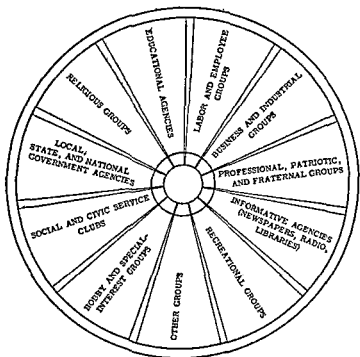 EDUCATIONAL AGENCIES
LABOR AND EMPLOYEE
GROUPS
BUSINESS AND INDUSTRIAL
GROUPS
PROFESSIONAL, PATRIOTIC,
AND FRATERNAL GROUPS
INFORMATIVE AGENCIES
(NEWSPAPERS, RADIO,
LIBRARIES)
RECREATIONAL GROUPS
OTHER GROUPS
HOBBY AND SPECIAL-
INTEREST GROUPS
SOCIAL AND CIVIC SERVICE
CLUBS
LOCAL,
STATE, AND NATIONAL
GOVERNMENT AGENCIES
RELIGIOUS GROUPS